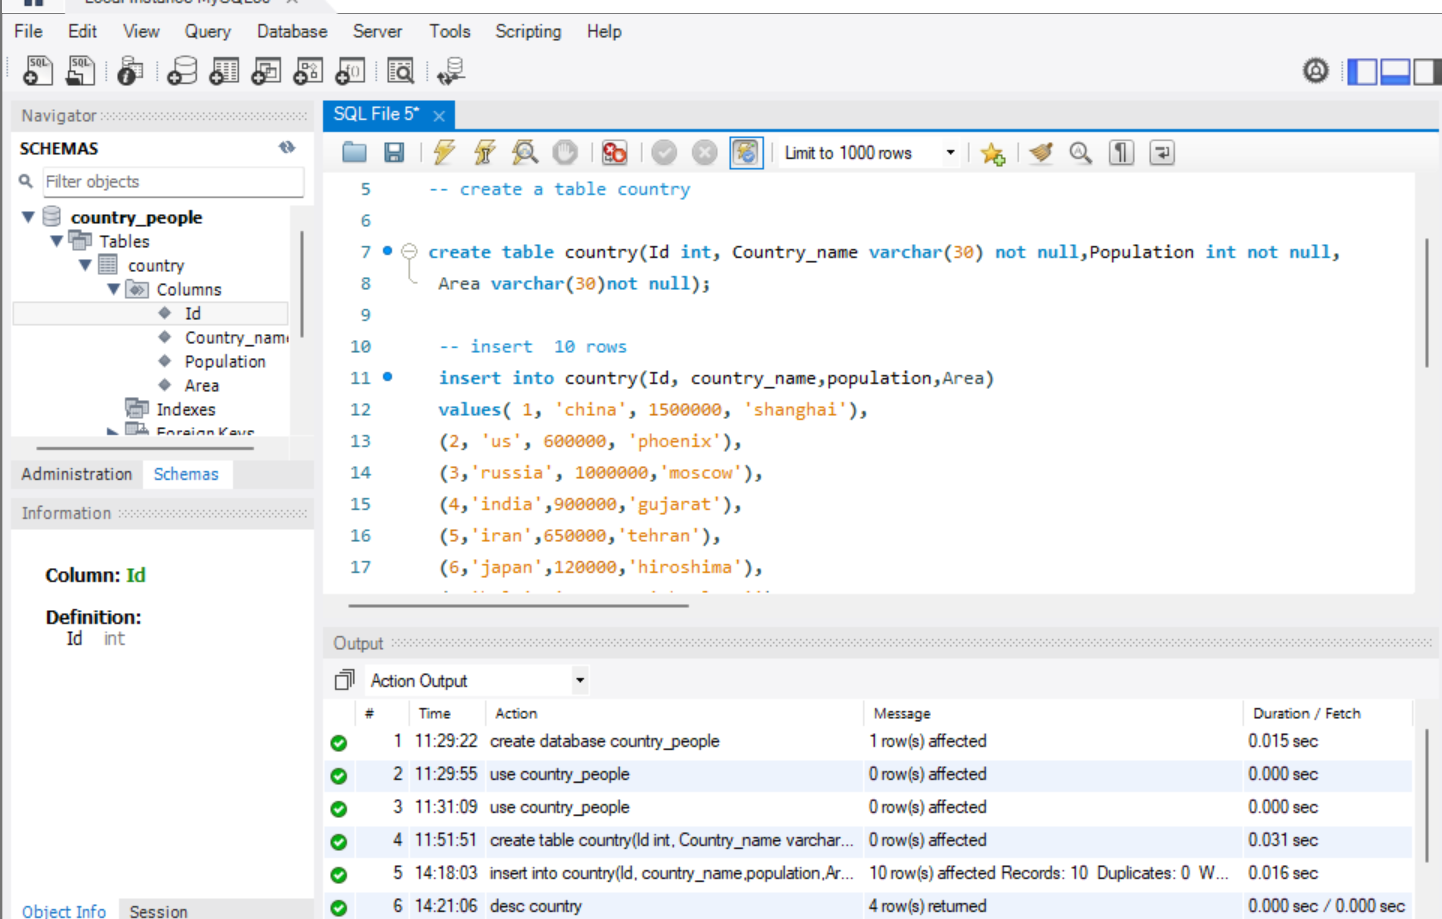 File Edit View Query Database Server Tools Scripting Help
Navigator
SCHEMAS
Filter objects
country_people
Tables
country
Columns
Id
Country_name
Population
Area
Indexes
Foreign Keys
Administration Schemas
Information
Column: Id
Definition:
Id int
Object Info Session
SQL File 5*
Limit to 1000 rows
5 -- create a table country
6
7 create table country(Id int, Country_name varchar(30) not null,Population int not null,
8 Area varchar(30)not null);
9
10 -- insert 10 rows
11 insert into country(Id, country_name,population,Area)
12 values( 1, 'china', 1500000, 'shanghai'),
13 (2, 'us', 600000, 'phoenix'),
14 (3,'russia', 1000000,'moscow'),
15 (4,'india',900000,'gujarat'),
16 (5,'iran',650000,'tehran'),
17 (6,'japan',120000,'hiroshima'),
Output
Action Output
# Time Action Message Duration / Fetch
1 11:29:22 create database country_people 1 row(s) affected 0.015 sec
2 11:29:55 use country_people 0 row(s) affected 0.000 sec
3 11:31:09 use country_people 0 row(s) affected 0.000 sec
4 11:51:51 create table country(Id int, Country_name varchar... 0 row(s) affected 0.031 sec
5 14:18:03 insert into country(Id, country_name,population,Ar... 10 row(s) affected Records: 10 Duplicates: 0 W... 0.016 sec
6 14:21:06 desc country 4 row(s) returned 0.000 sec / 0.000 sec